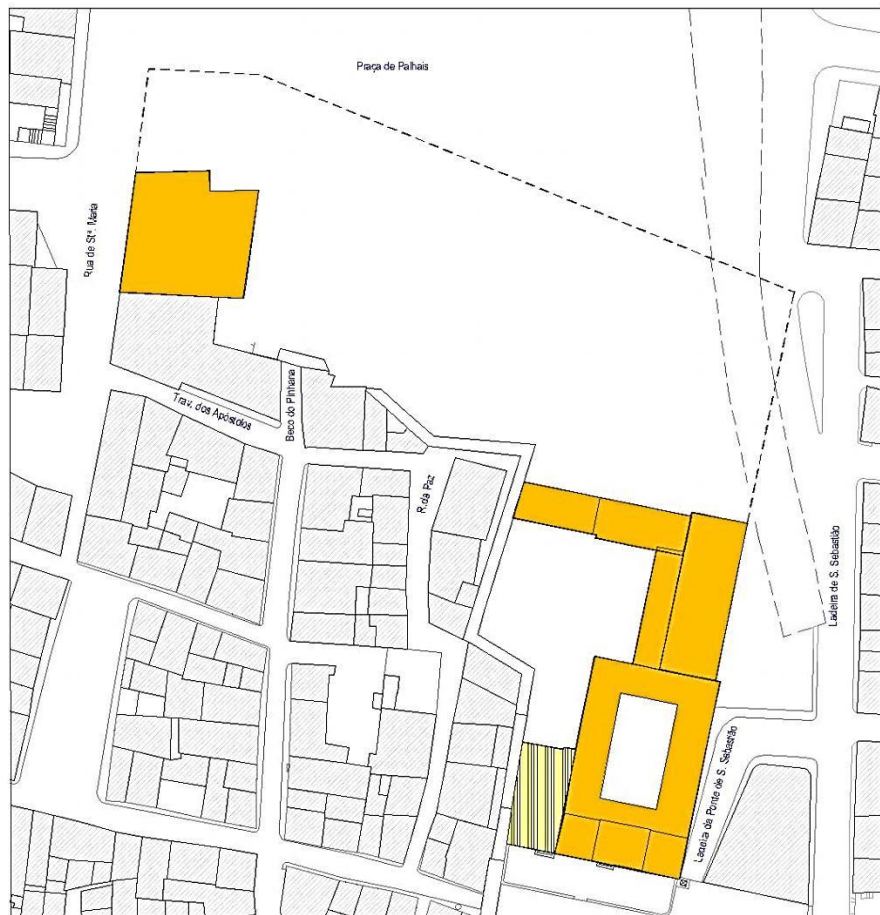 Praça de Palhais
Rua de Stª. Maria
Trav. dos Apóstolos
Beco do Pinhana
R. da Paz
Ladeira de S. Sebastião
Ladeira da Ponte de S. Sebastião